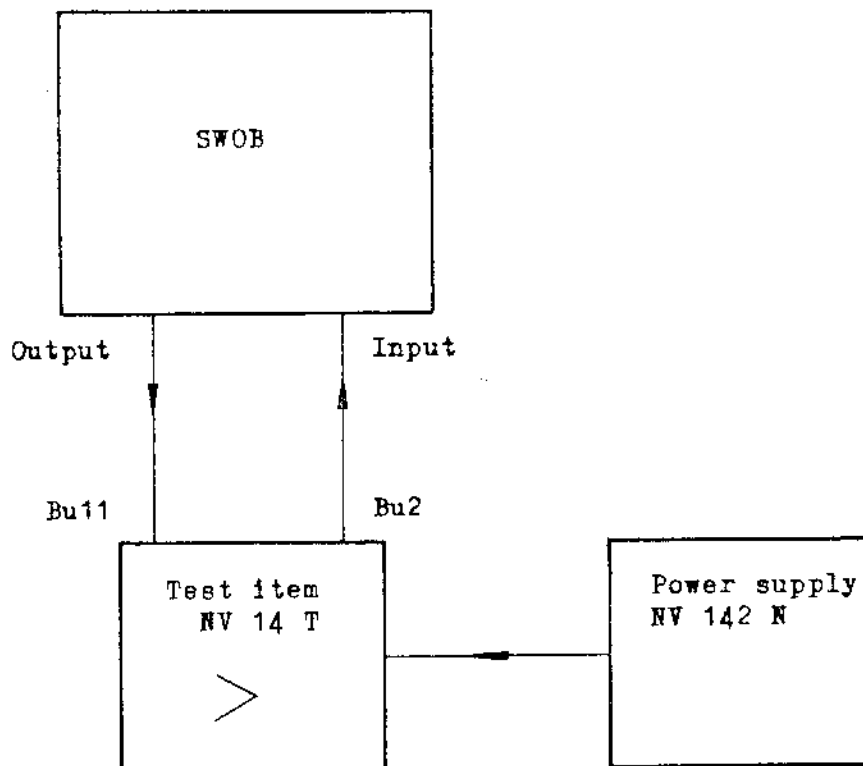 SWOB
Output
Input
Bu11
Bu2
Test item
NV 14 T
Power supply
NV 142 N